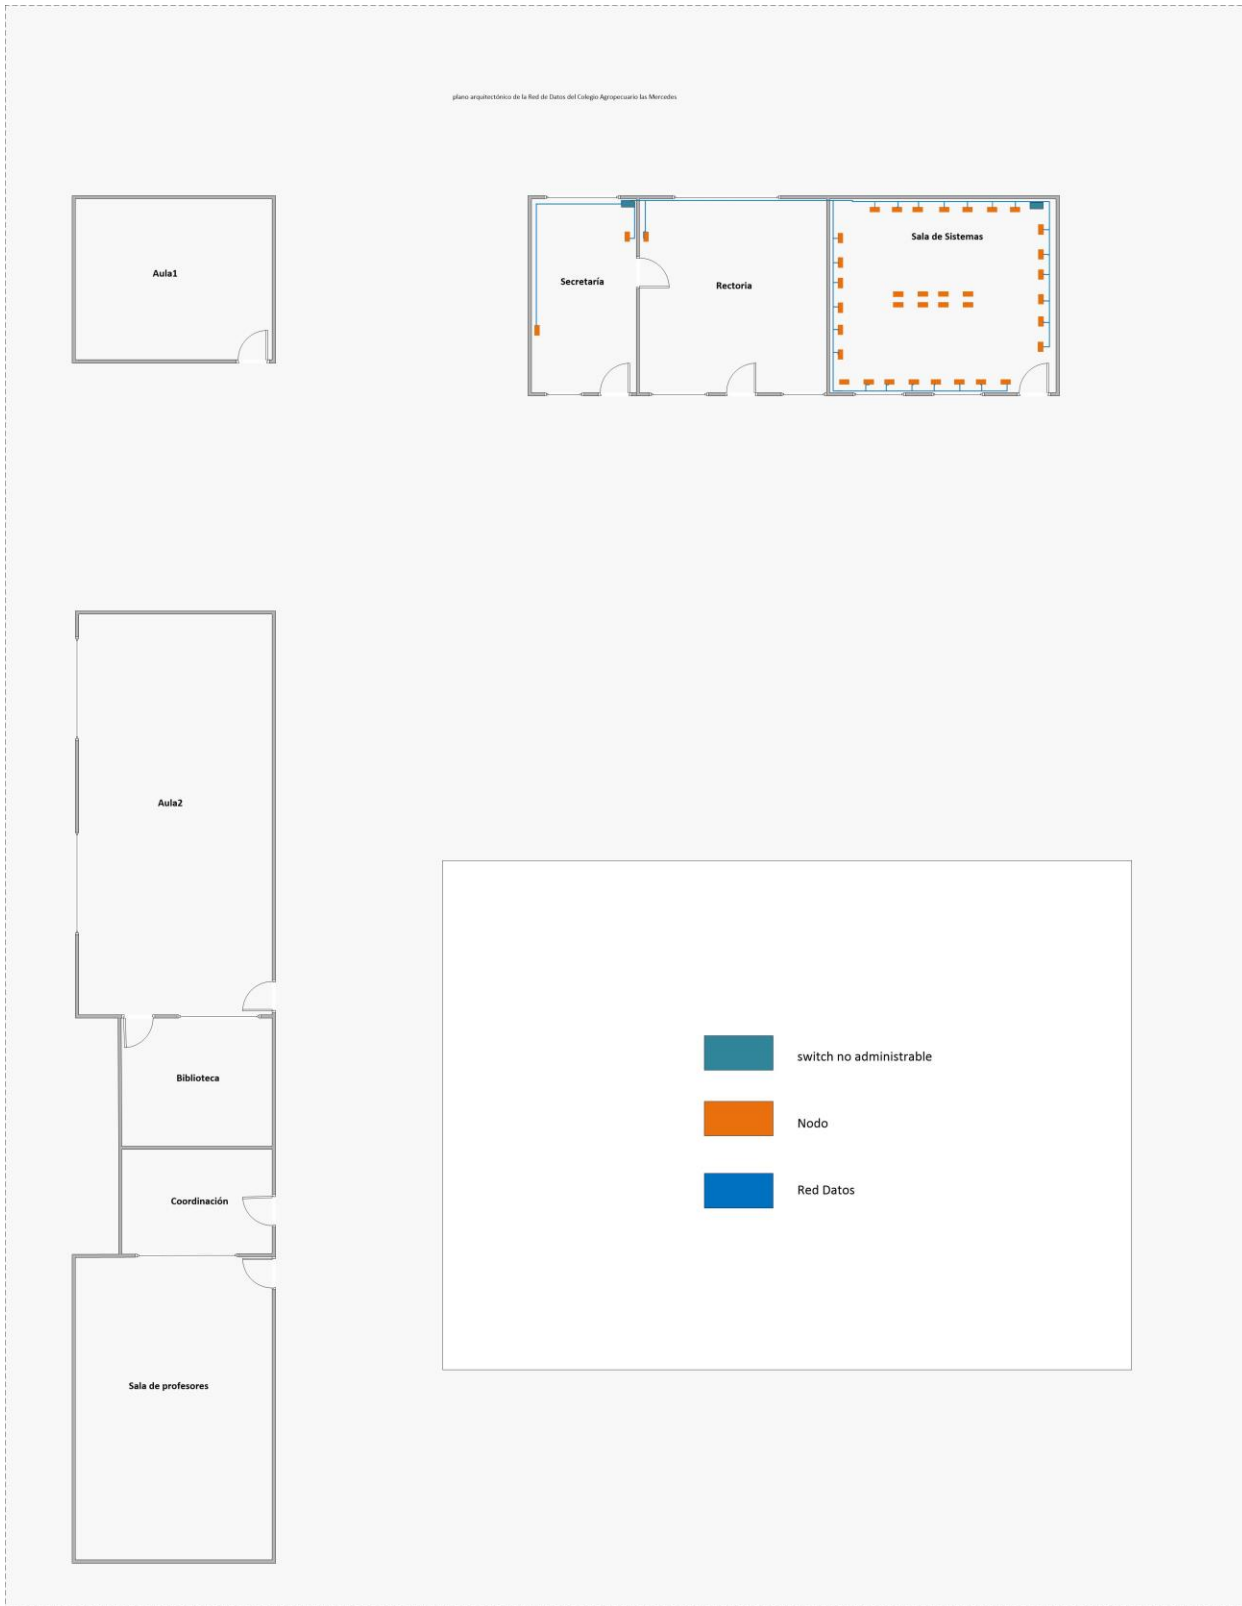 plano arquitectónico de la Red de Datos del Colegio Agropecuario las Mercedes
Aula1
Secretaría
Rectoria
Sala de Sistemas
Aula2
Biblioteca
Coordinación
Sala de profesores
switch no administrable
Nodo
Red Datos